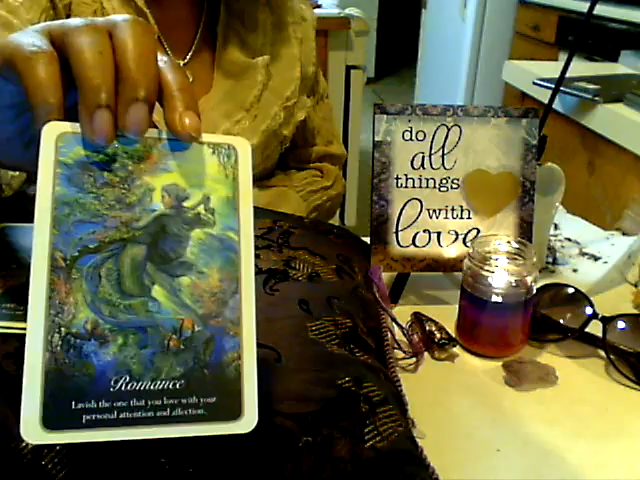 Romance
Lavish the one that you love with your
personal attention and affection.
do
all
things
with
love